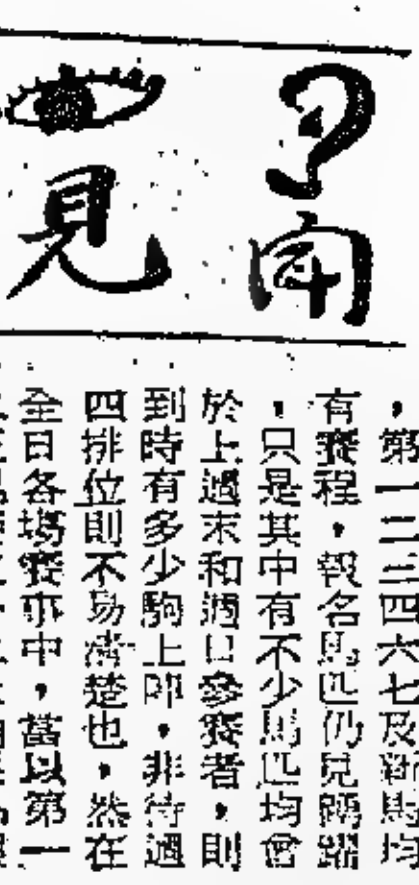 聞見
，第一二三四六七及新馬均
有賽程，報名馬匹仍見踴躍
，只是其中有不少馬匹均會
於上週末和週日參賽者，則
到時有多少駒上陣，非待週
四排位則不易清楚也，然在
全日各場賽事中，當以第一